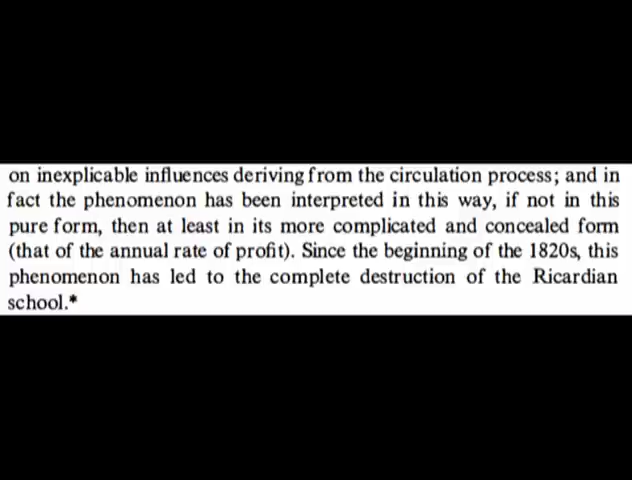 on inexplicable influences deriving from the circulation process; and in
fact the phenomenon has been interpreted in this way, if not in this
pure form, then at least in its more complicated and concealed form
(that of the annual rate of profit). Since the beginning of the 1820s, this
phenomenon has led to the complete destruction of the Ricardian
school.*